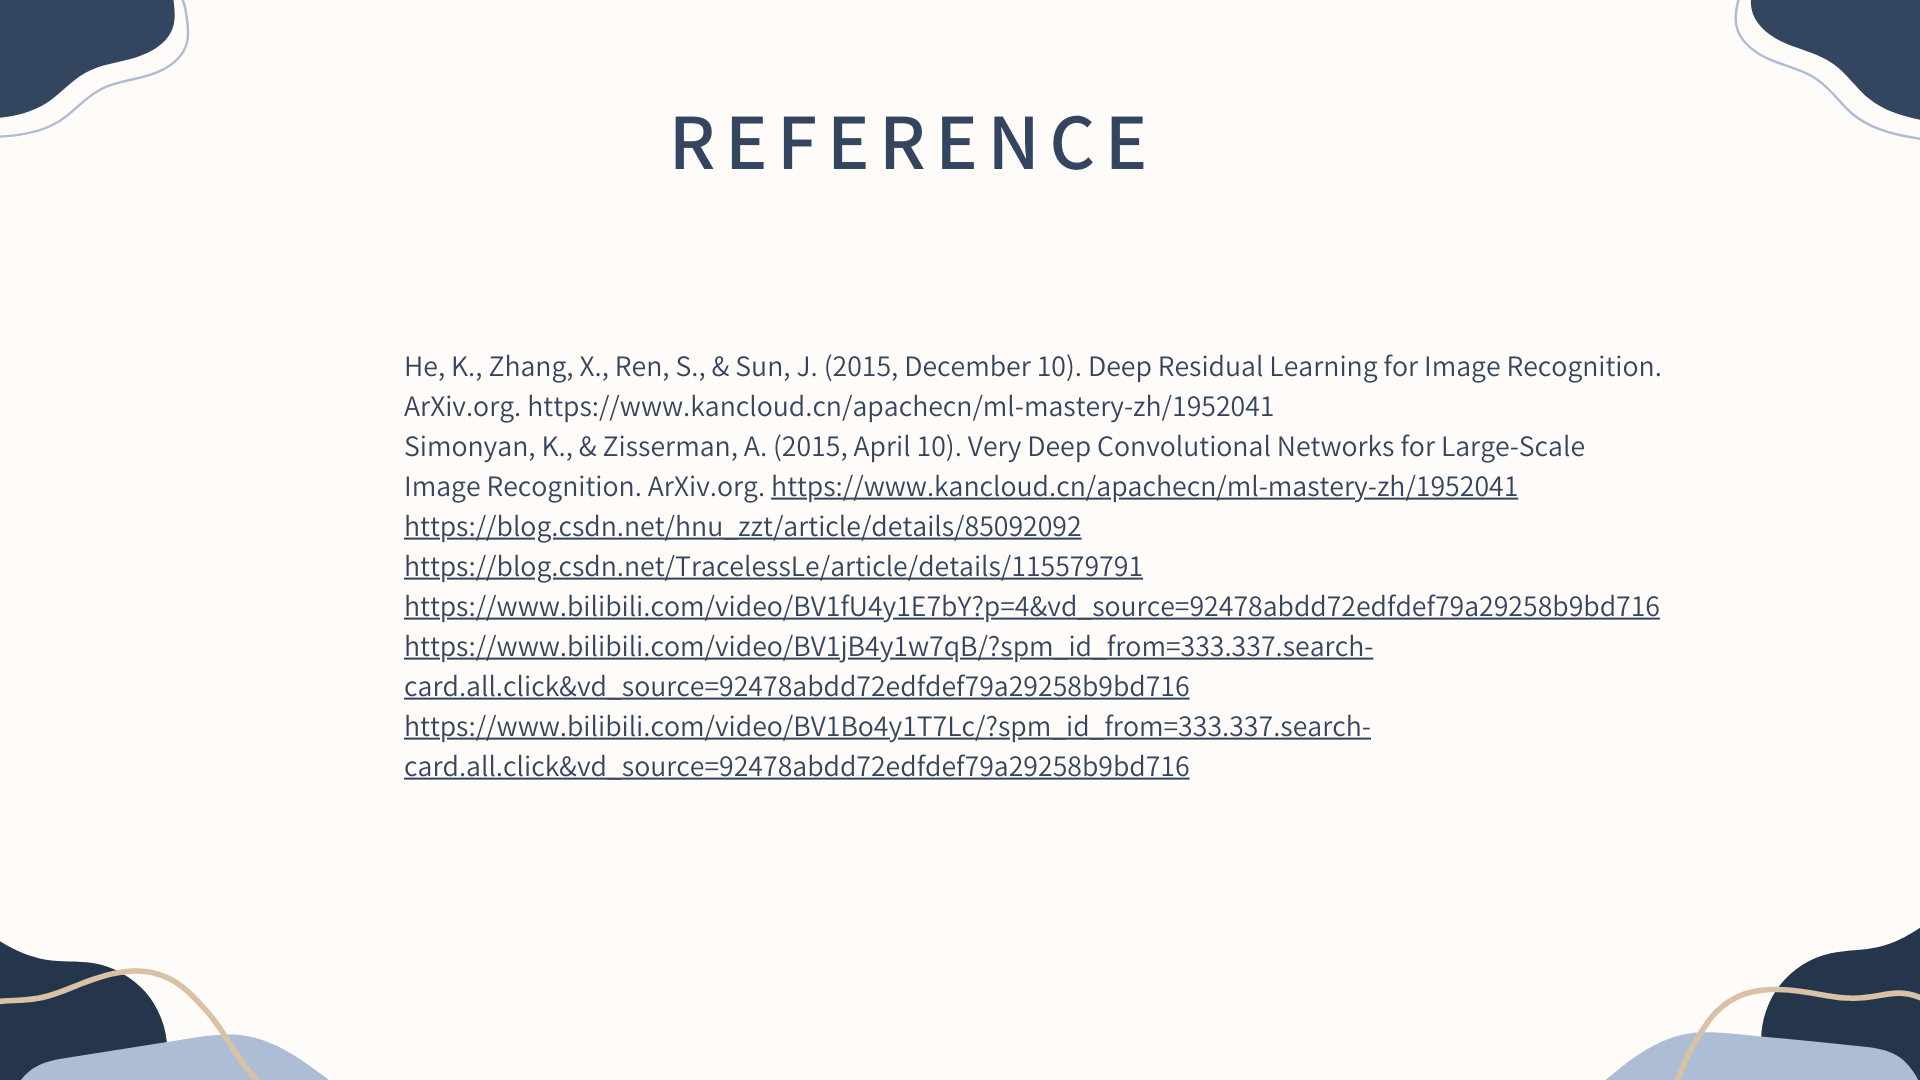 REFERENCE
He, K., Zhang, X., Ren, S., & Sun, J. (2015, December 10). Deep Residual Learning for Image Recognition.
ArXiv.org. https://www.kancloud.cn/apachecn/ml-mastery-zh/1952041
Simonyan, K., & Zisserman, A. (2015, April 10). Very Deep Convolutional Networks for Large-Scale
Image Recognition. ArXiv.org. https://www.kancloud.cn/apachecn/ml-mastery-zh/1952041
https://blog.csdn.net/hnu_zzt/article/details/85092092
https://blog.csdn.net/TracelessLe/article/details/115579791
https://www.bilibili.com/video/BV1fU4y1E7bY?p=4&vd_source=92478abdd72edfdef79a29258b9bd716
https://www.bilibili.com/video/BV1jB4y1w7qB/?spm_id_from=333.337.search-
card.all.click&vd_source=92478abdd72edfdef79a29258b9bd716
https://www.bilibili.com/video/BV1Bo4y1T7Lc/?spm_id_from=333.337.search-
card.all.click&vd_source=92478abdd72edfdef79a29258b9bd716